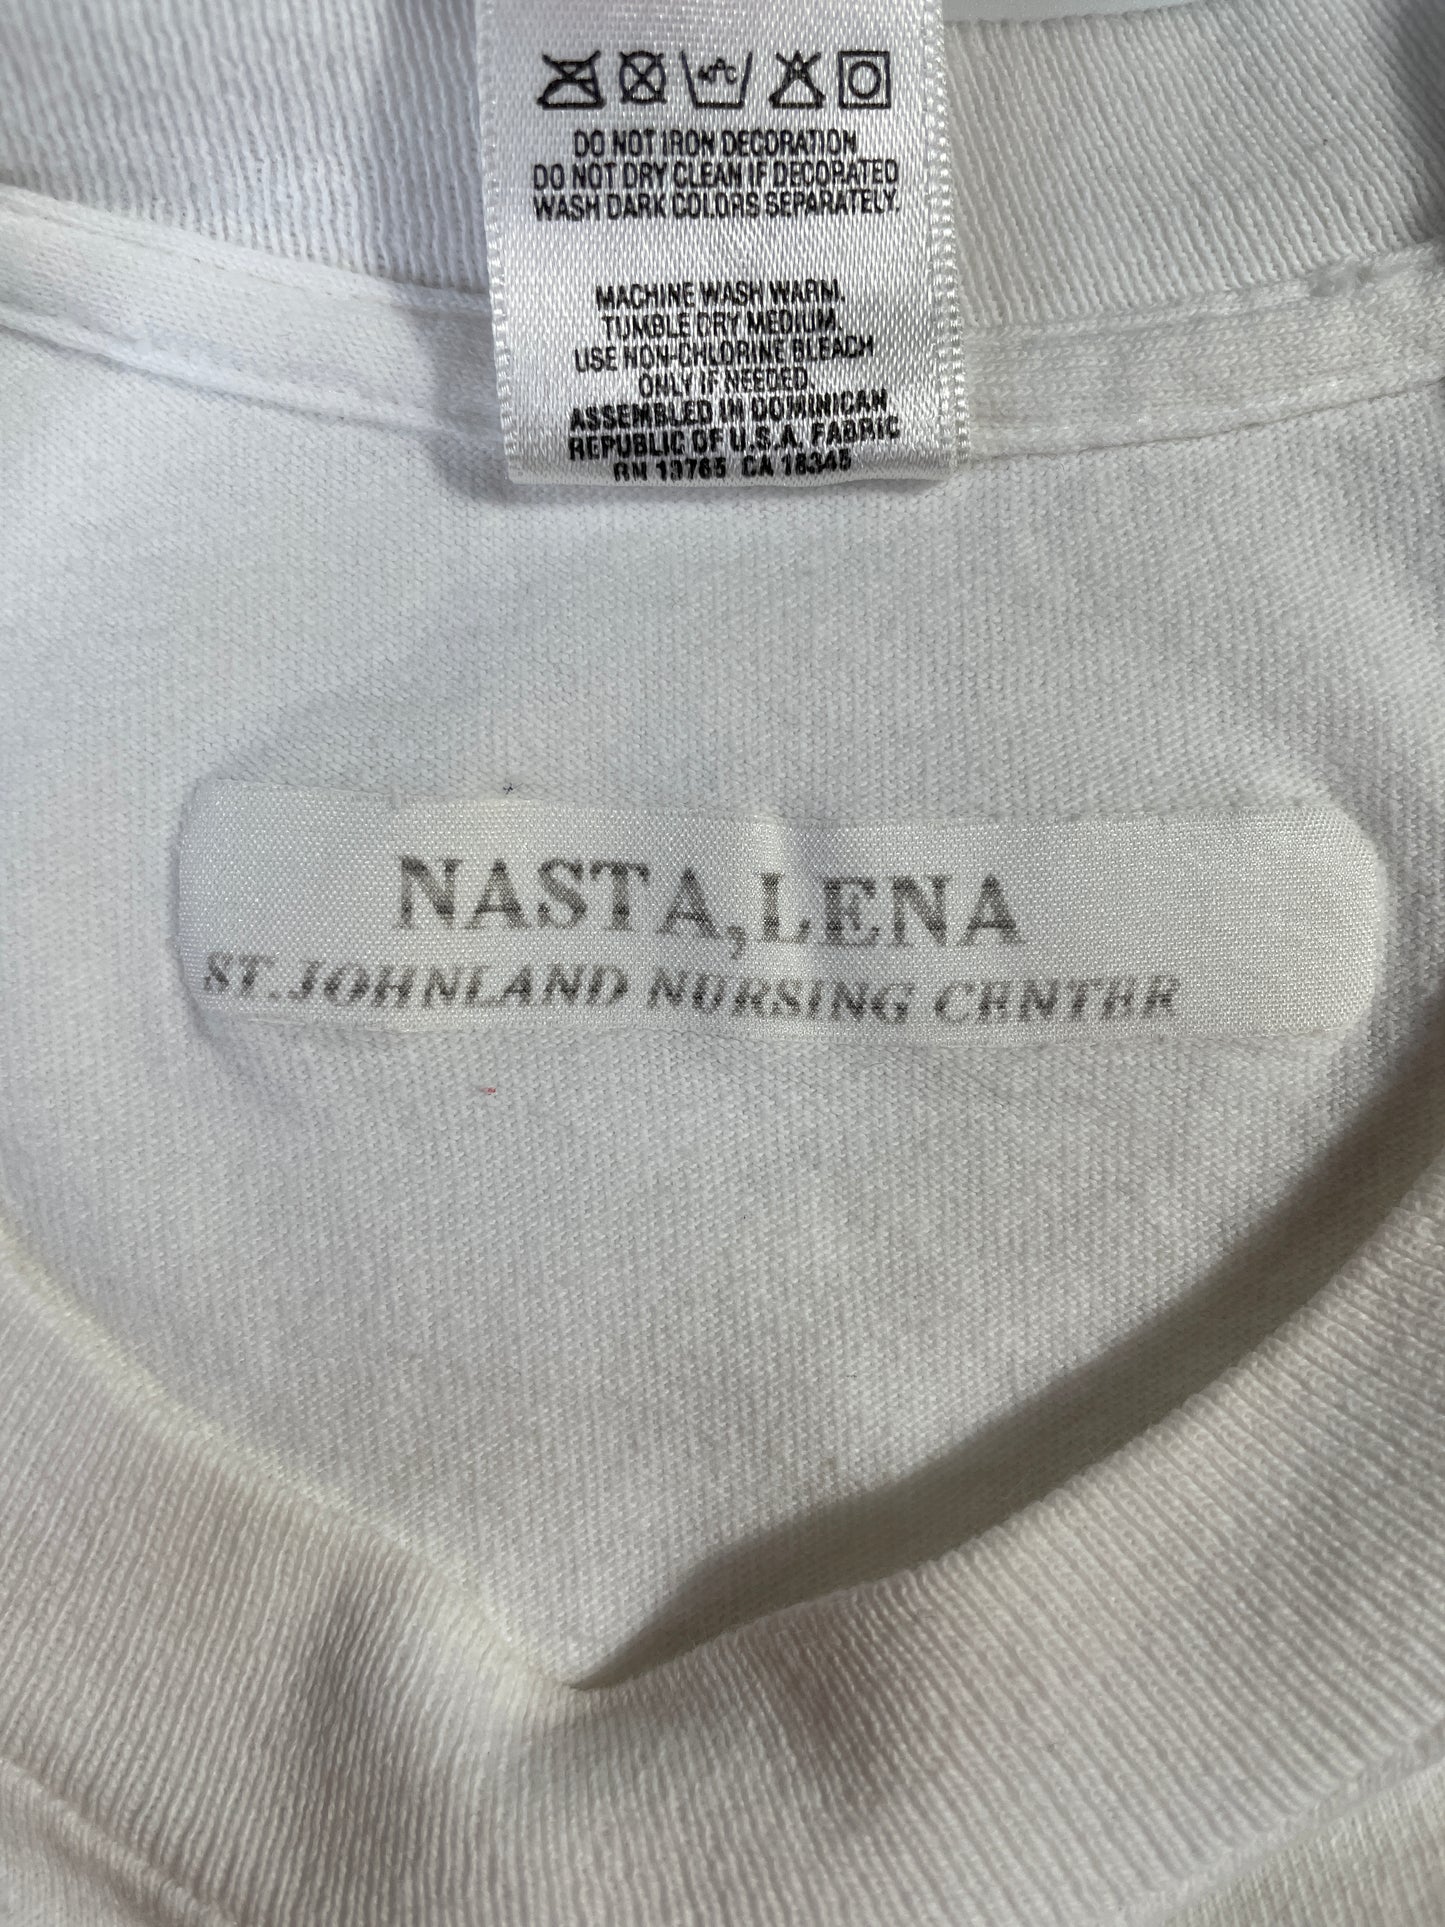 DO NOT IRON DECORATION
DO NOT DRY CLEAN IF DECORATED
WASH DARK COLORS SEPARATELY.
MACHINE WASH WARM.
TUMBLE DRY MEDIUM.
USE NON-CHLORINE BLEACH
ONLY IF NEEDED.
ASSEMBLED IN DOMINICAN
REPUBLIC OF U.S.A. FABRIC
RN 13765 CA 18345
NASTA,LENA
ST.JOHNLAND NURSING CENTER